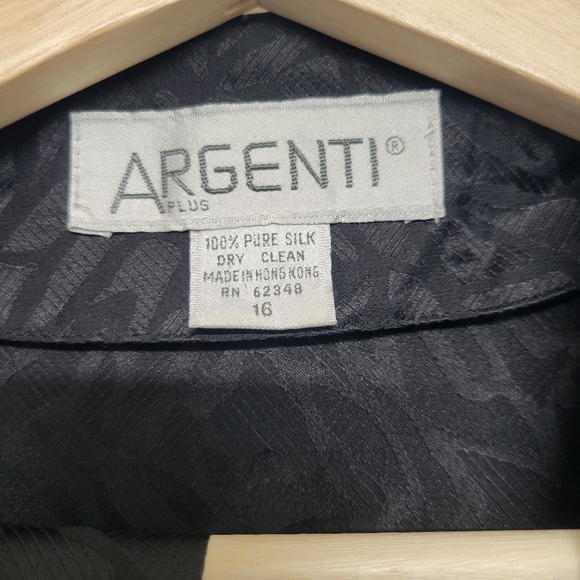 ARGENTI®
PLUS
100% PURE SILK
DRY CLEAN
MADE IN HONG KONG
RN 62348
16